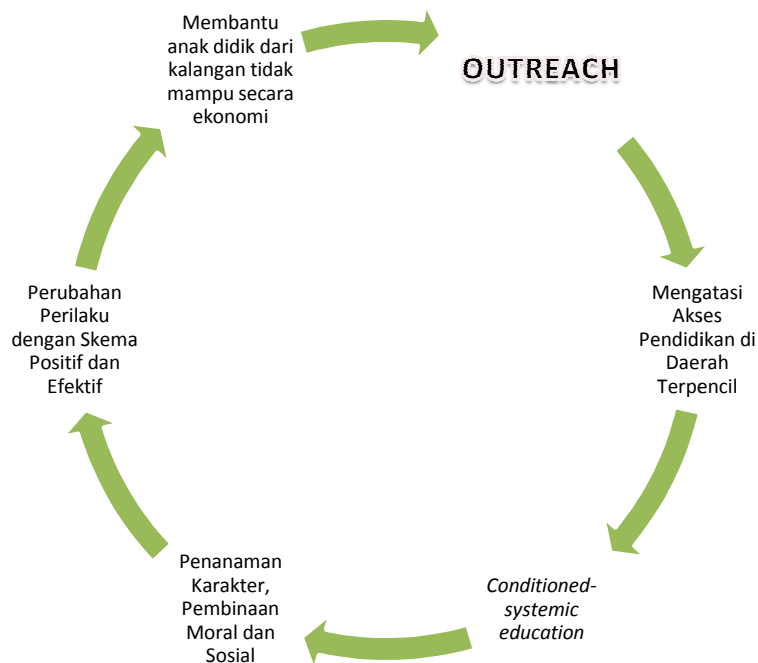 Membantu
anak didik dari
kalangan tidak
mampu secara
ekonomi
OUTREACH
Mengatasi
Akses
Pendidikan di
Daerah
Terpencil
Conditioned-
systemic
education
Penanaman
Karakter,
Pembinaan
Moral dan
Sosial
Perubahan
Perilaku
dengan Skema
Positif dan
Efektif